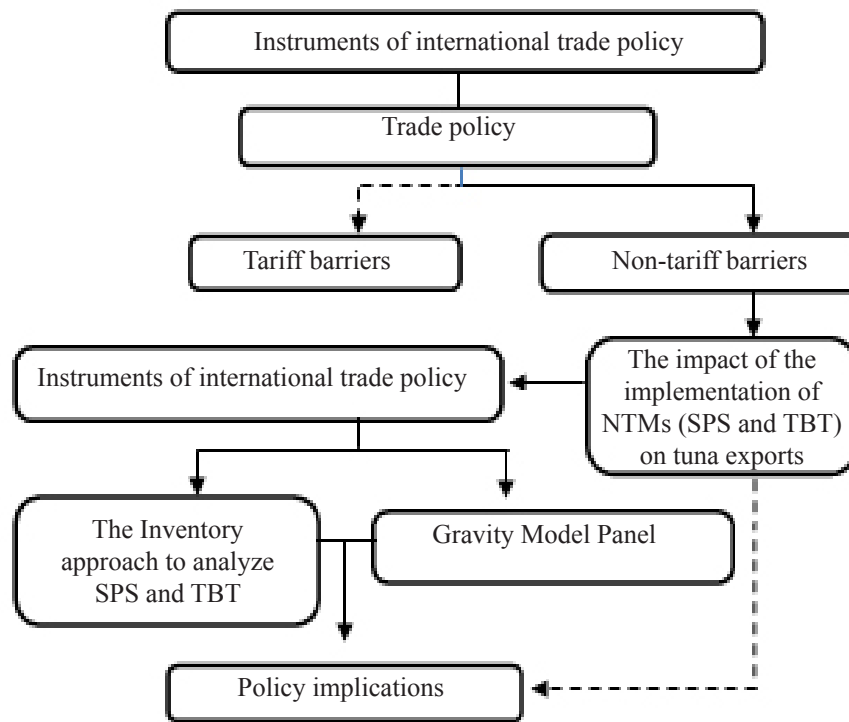 Instruments of international trade policy
Trade policy
Tariff barriers
Non-tariff barriers
Instruments of international trade policy
The impact of the
implementation of
NTMs (SPS and TBT)
on tuna exports
The Inventory
approach to analyze
SPS and TBT
Gravity Model Panel
Policy implications